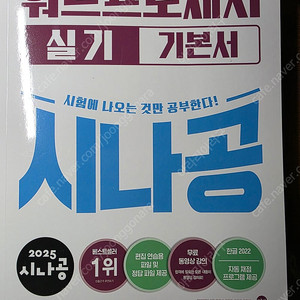 워드프로세서
실기 기본서
시험에 나오는 것만 공부한다!
시나공
2025
시나공
베스트셀러
1위
편집 연습용
파일 및
정답 파일 제공
무료
동영상 강의
한글 2022
자동 채점
프로그램 제공